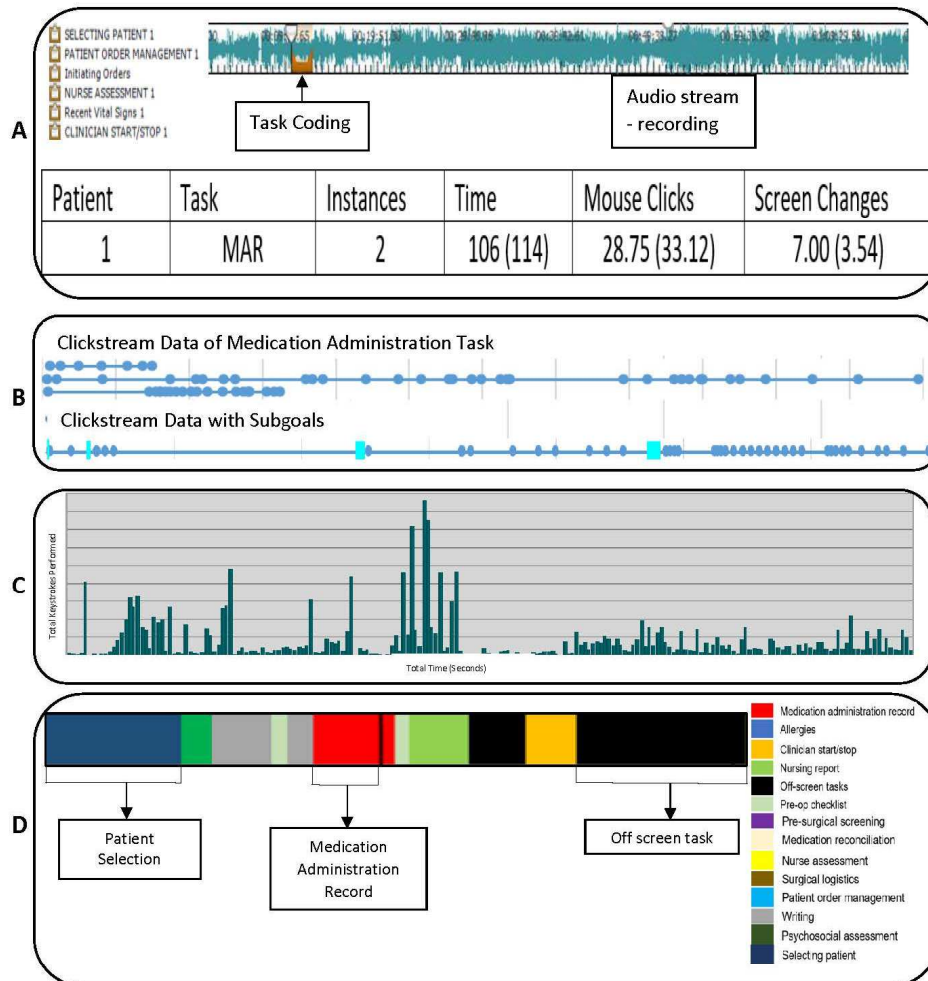 A
SELECTING PATIENT 1
PATIENT ORDER MANAGEMENT 1
Initiating Orders
NURSE ASSESSMENT 1
Recent Vital Signs 1
CLINICIAN START/STOP 1
Task Coding
Audio stream
- recording
Patient Task Instances Time Mouse Clicks Screen Changes
1 MAR 2 106 (114) 28.75 (33.12) 7.00 (3.54)
B
Clickstream Data of Medication Administration Task
Clickstream Data with Subgoals
C
Total Keystrokes Performed
Total Time (Seconds)
D
Patient
Selection
Medication
Administration
Record
Off screen task
Medication administration record
Allergies
Clinician start/stop
Nursing report
Off-screen tasks
Pre-op checklist
Pre-surgical screening
Medication reconciliation
Nurse assessment
Surgical logistics
Patient order management
Writing
Psychosocial assessment
Selecting patient